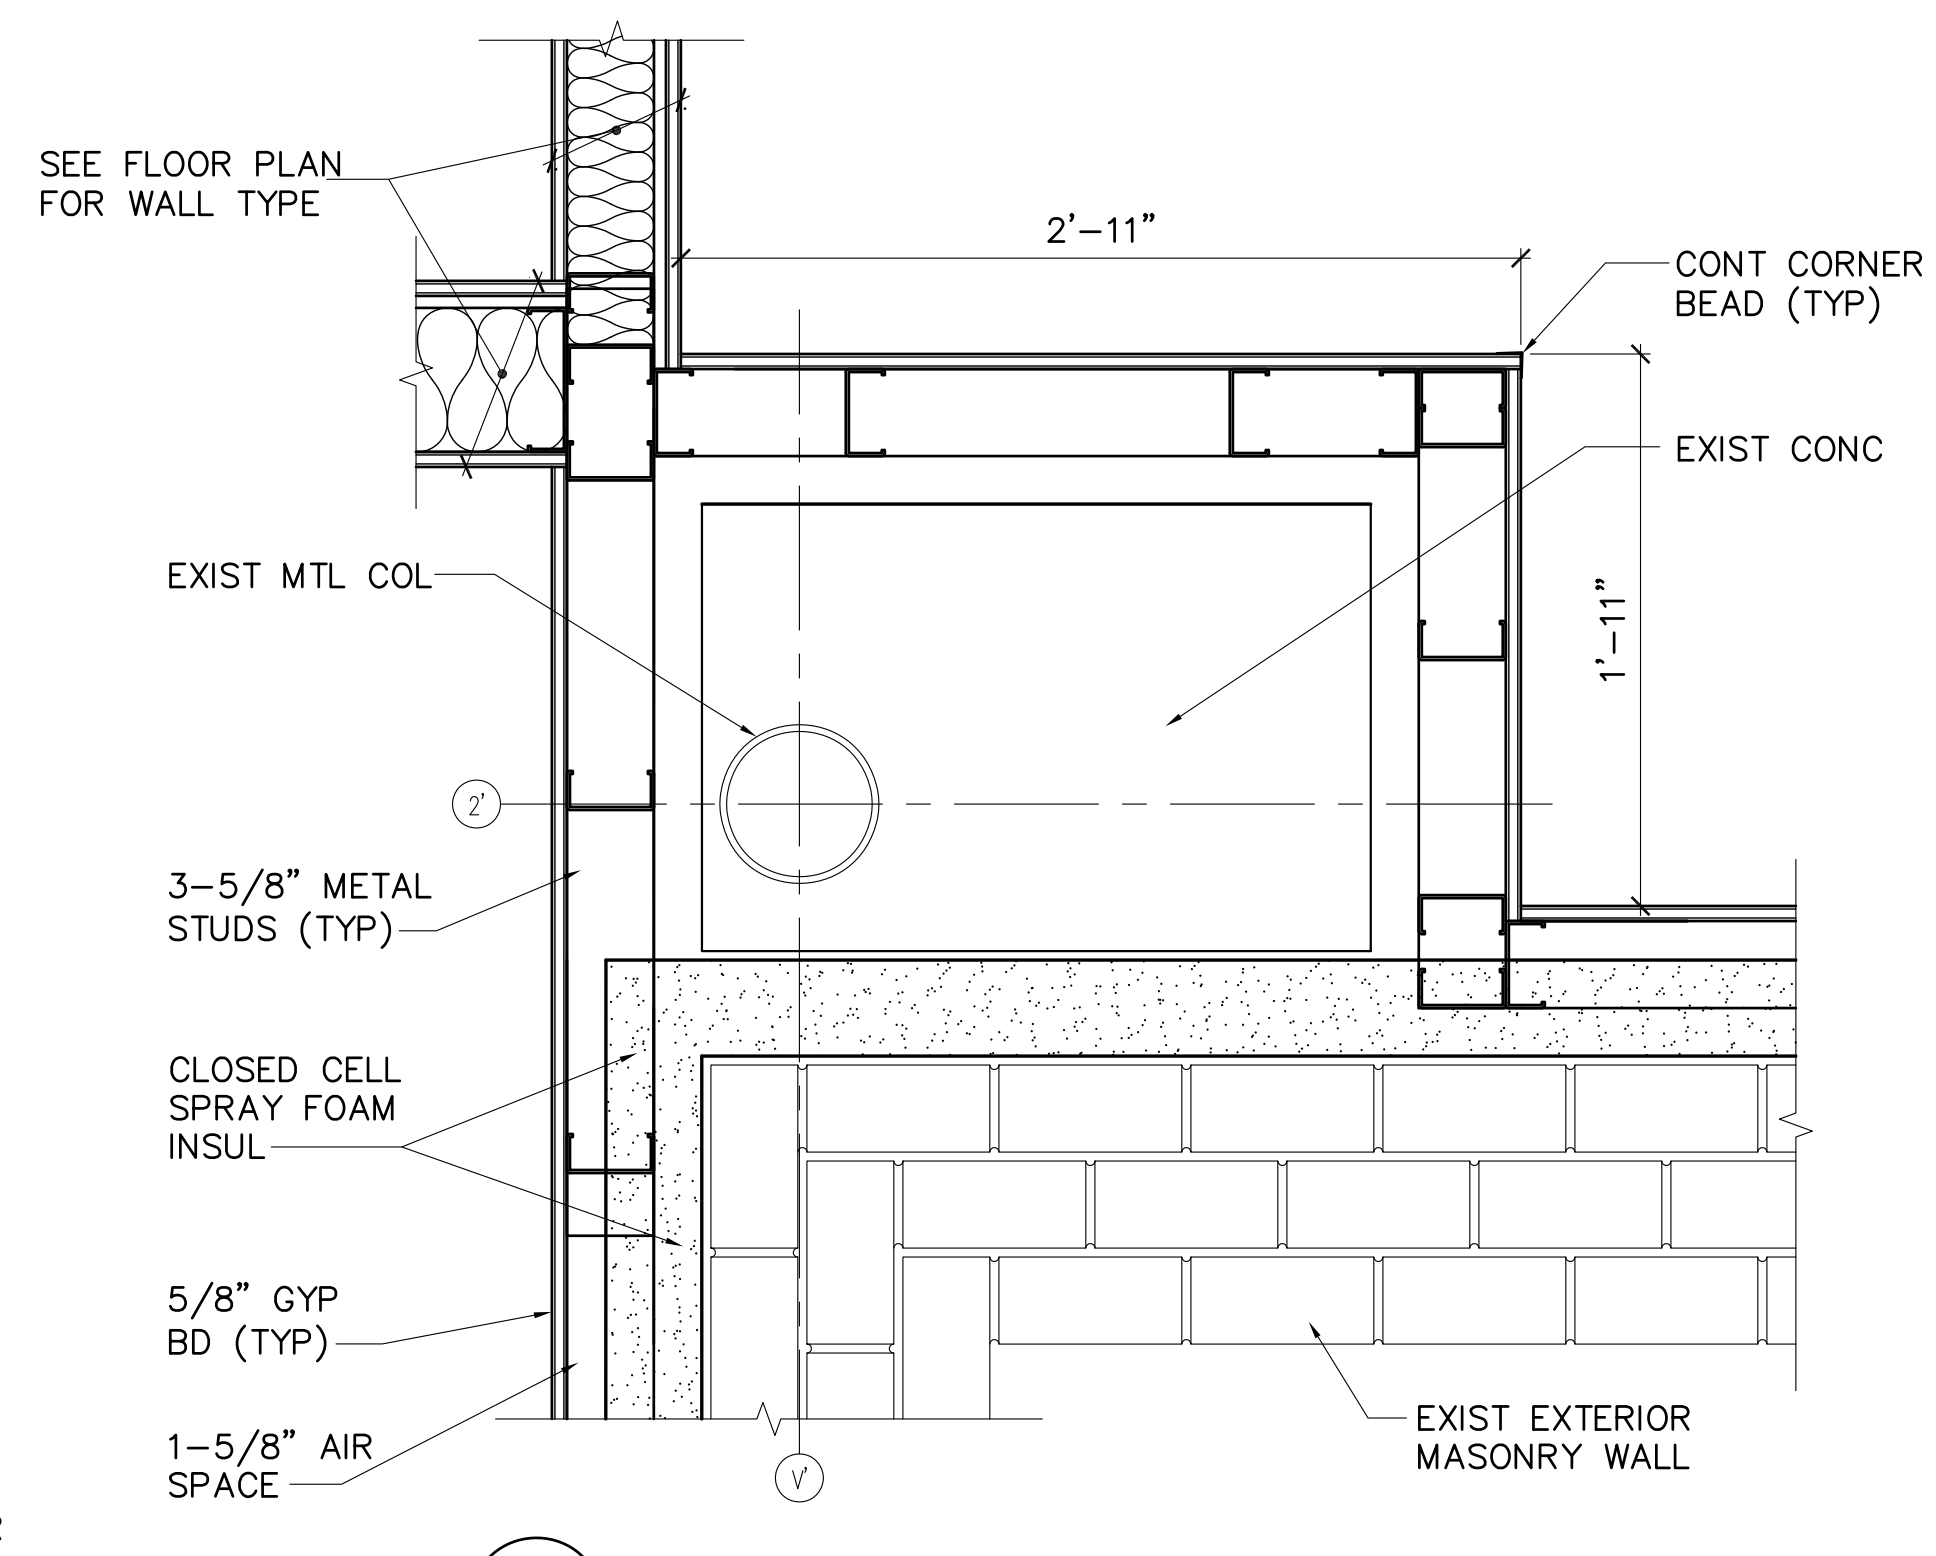 SEE FLOOR PLAN
FOR WALL TYPE
2'-11"
CONT CORNER
BEAD (TYP)
EXIST CONC
EXIST MTL COL
1'-11"
2'
3-5/8" METAL
STUDS (TYP)
CLOSED CELL
SPRAY FOAM
INSUL
5/8" GYP
BD (TYP)
1-5/8" AIR
SPACE
EXIST EXTERIOR
MASONRY WALL
V'